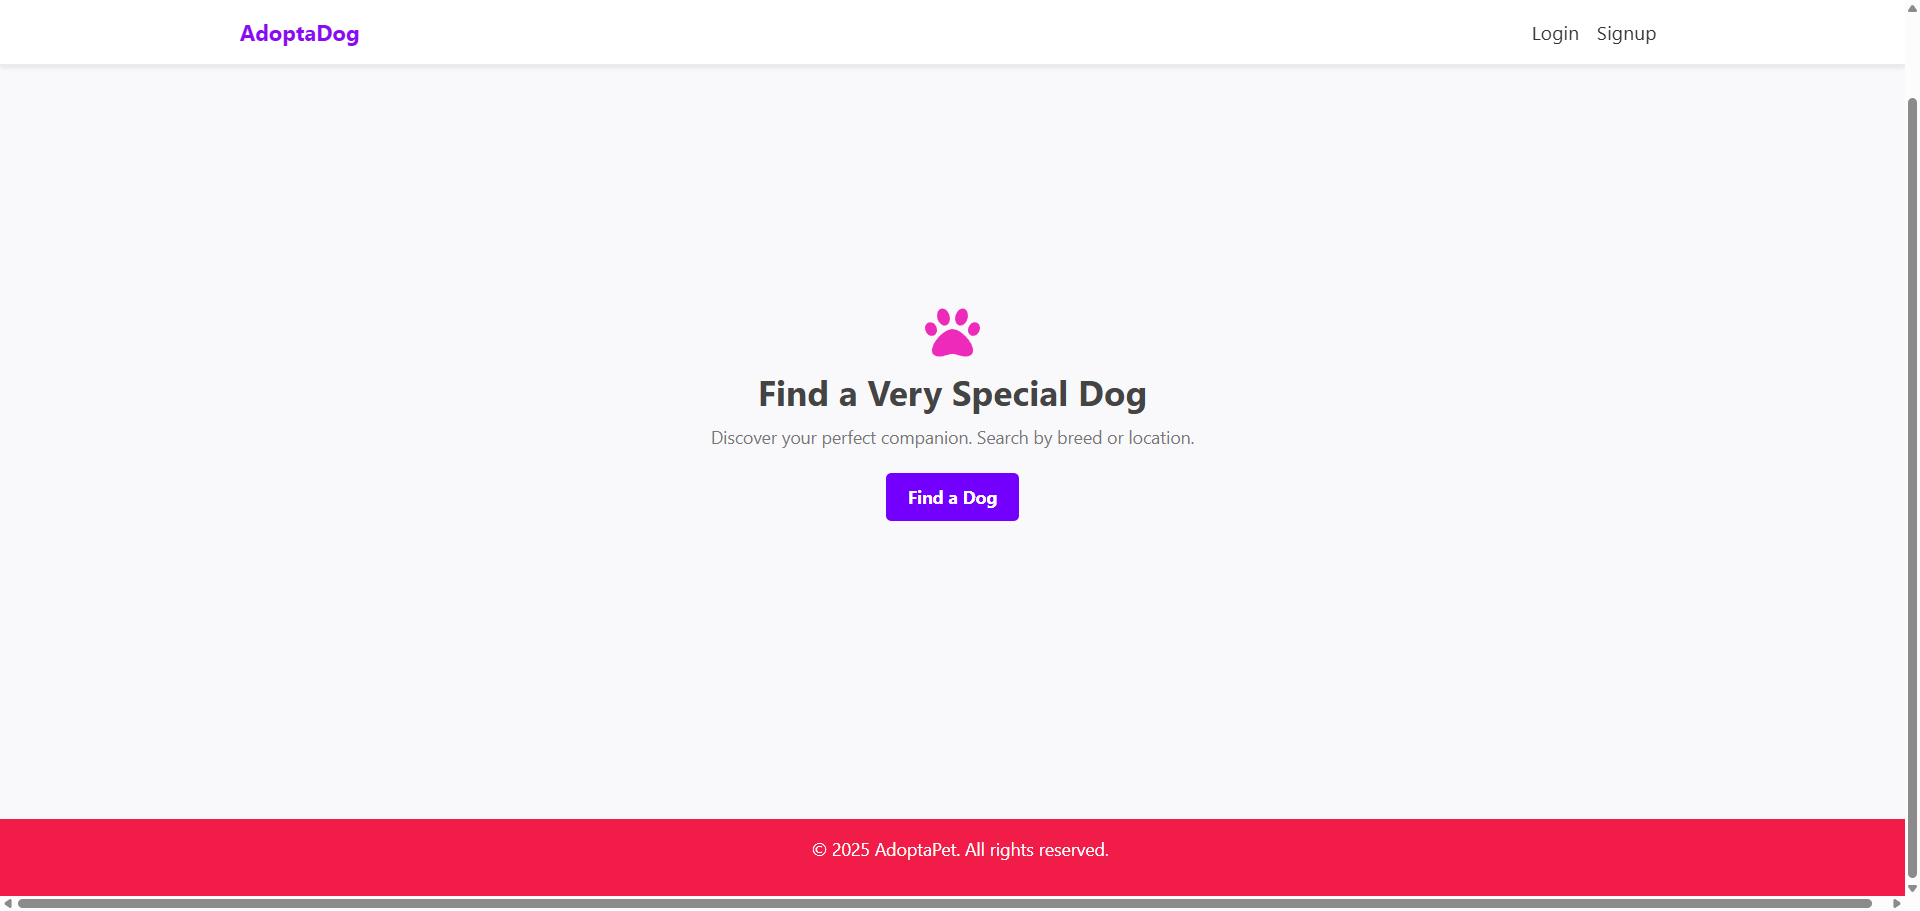 AdoptaDog
Login Signup
Find a Very Special Dog
Discover your perfect companion. Search by breed or location.
Find a Dog
© 2025 AdoptaPet. All rights reserved.